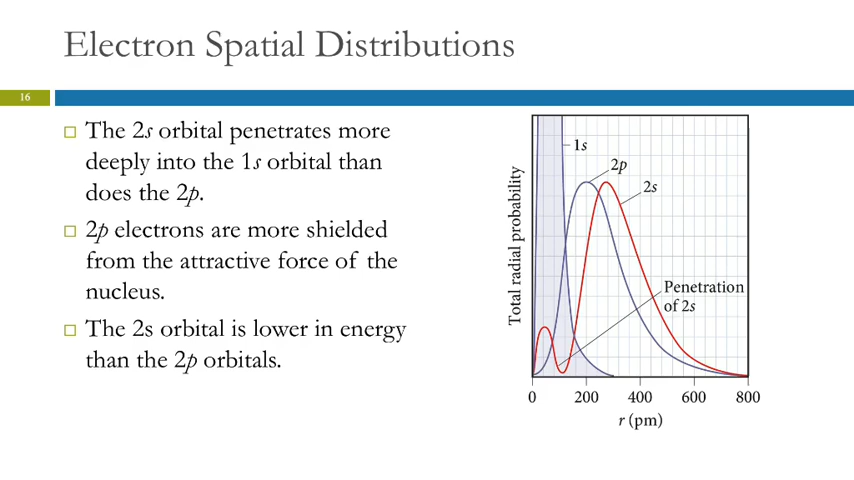 Electron Spatial Distributions
16
□ The 2s orbital penetrates more
deeply into the 1s orbital than
does the 2p.
□ 2p electrons are more shielded
from the attractive force of the
nucleus.
□ The 2s orbital is lower in energy
than the 2p orbitals.
Total radial probability
1s
2p
2s
Penetration
of 2s
0 200 400 600 800
r (pm)